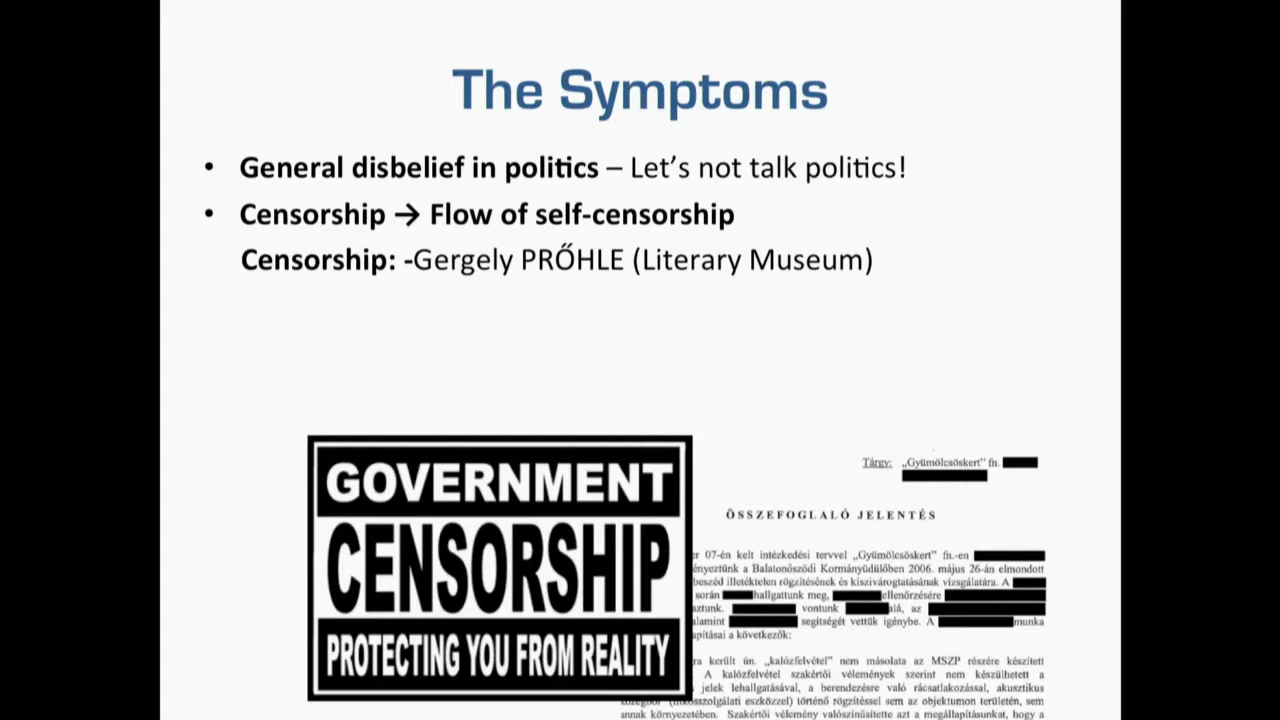 The Symptoms
• General disbelief in politics – Let's not talk politics!
• Censorship → Flow of self-censorship
Censorship: -Gergely PRŐHLE (Literary Museum)
GOVERNMENT
CENSORSHIP
PROTECTING YOU FROM REALITY
Tárgy: „Gyümölcsöskert” fn.
ÖSSZEFOGLALÓ JELENTÉS
07-én kelt intézkedési tervvel „Gyümölcsöskert” fn.-en
a Balatonőszödi Kormányüdülőben 2006. május 26-án elmondott
beszéd illetéktelen rögzítésének és kiszivárogtatásának vizsgálatára. A
során hallgattunk meg, ellenőrzésére
vontunk alá, az
segítségét vettük igénybe. A munka
a következők:
került ún. „kalózfelvétel” nem másolata az MSZP részére készített
A kalózfelvétel szakértői vélemények szerint nem készülhetett a
jelek lehallgatásával, a berendezésre való rácsatlakozással, akusztikus
történő rögzítéssel sem az objektumon területén, sem
annak környezetében. Szakértői vélemény valószínűsítette azt a megállapításunkat, hogy a